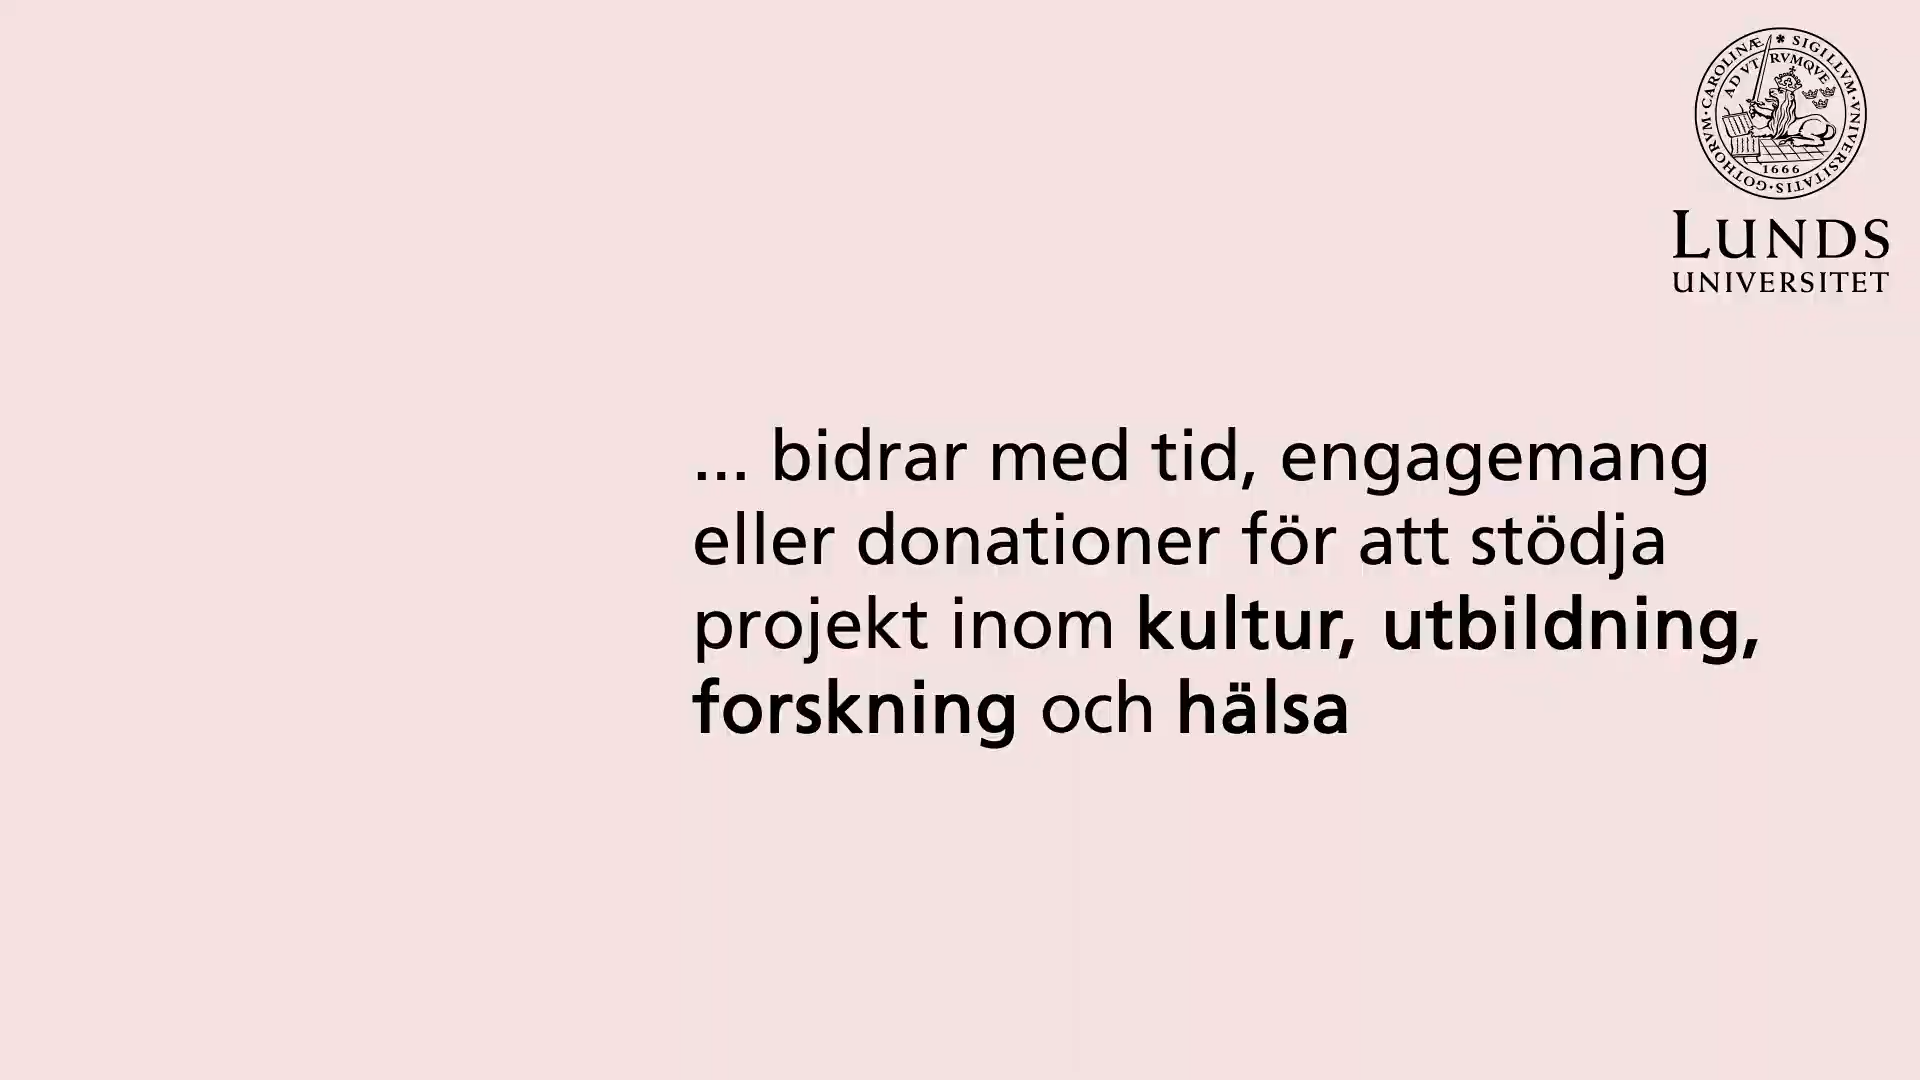 SIGILLVM·VNIVERSITATIS·GOTHORVM·CAROLINÆ *
AD VTRVMQVE
1666
LUNDS
UNIVERSITET
... bidrar med tid, engagemang
eller donationer för att stödja
projekt inom kultur, utbildning,
forskning och hälsa